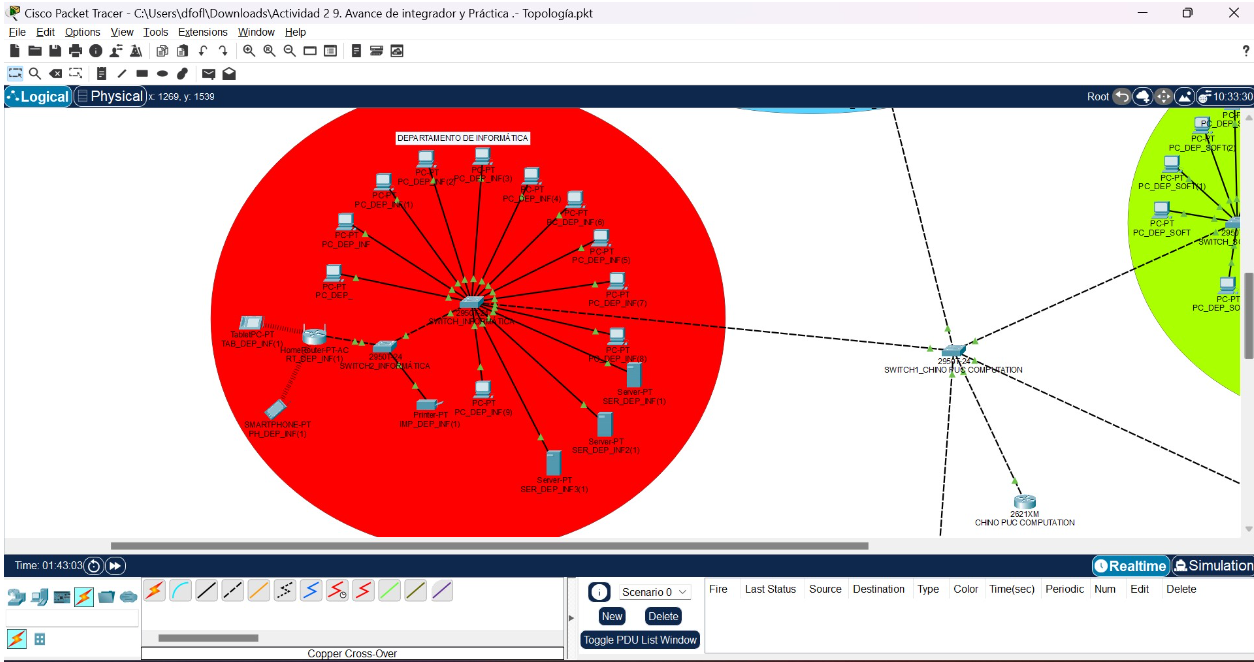 Cisco Packet Tracer - C:\Users\dfofl\Downloads\Actividad 2 9. Avance de integrador y Práctica .- Topología.pkt
File Edit Options View Tools Extensions Window Help
?
Logical Physical x: 1269, y: 1539
Root 10:33:30
DEPARTAMENTO DE INFORMÁTICA
PC-PT
PC_DEP_INF(2)
PC-PT
PC_DEP_INF(3)
PC-PT
PC_DEP_INF(1)
PC-PT
PC_DEP_INF(4)
PC-PT
PC_DEP_INF(6)
PC-PT
PC_DEP_INF
PC-PT
PC_DEP_INF(5)
PC-PT
PC_DEP_
PC-PT
PC_DEP_INF(7)
2950T-24
SWITCH_INFORMATICA
TabletPC-PT
TAB_DEP_INF(1)
HomeRouter-PT-AC
RT_DEP_INF(1)
2950T-24
SWITCH2_INFORMATICA
PC-PT
PC_DEP_INF(8)
PC-PT
PC_DEP_INF(9)
Server-PT
SER_DEP_INF(1)
Printer-PT
IMP_DEP_INF(1)
SMARTPHONE-PT
PH_DEP_INF(1)
Server-PT
SER_DEP_INF2(1)
Server-PT
SER_DEP_INF3(1)
2950T-24
SWITCH1_CHINO PUC COMPUTATION
2621XM
CHINO PUC COMPUTATION
PC-PT
PC_DEP_SOFT(2)
PC-PT
PC_DEP_SOFT(1)
PC-PT
PC_DEP_SOFT
PC-PT
PC_DEP_SO
Time: 01:43:03
Realtime Simulation
Scenario 0
New Delete
Toggle PDU List Window
Fire Last Status Source Destination Type Color Time(sec) Periodic Num Edit Delete
Copper Cross-Over